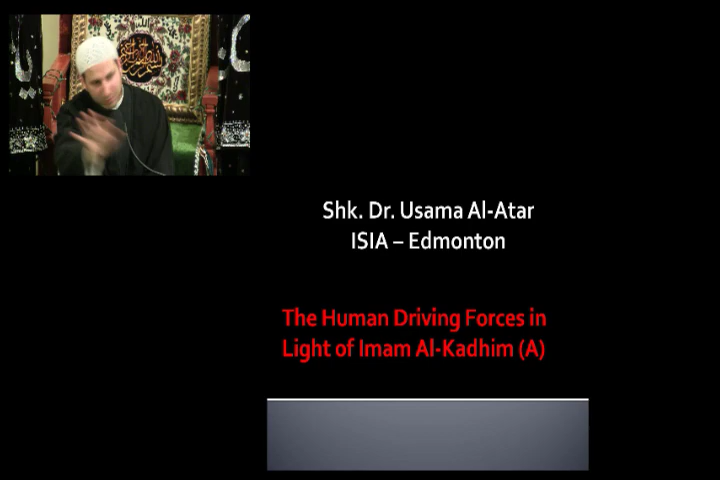 Shk. Dr. Usama Al-Atar
ISIA – Edmonton
The Human Driving Forces in
Light of Imam Al-Kadhim (A)